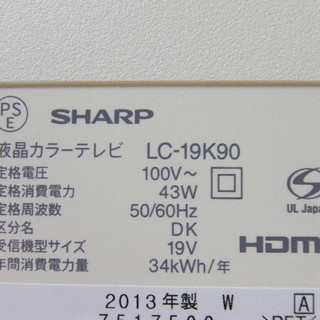 PS
E
SHARP
液晶カラーテレビ LC-19K90
定格電圧 100V～
定格消費電力 43W
定格周波数 50/60Hz
区分名 DK
受信機型サイズ 19V
年間消費電力量 34kWh/年
UL Japa
HDMI
2013年製 W A